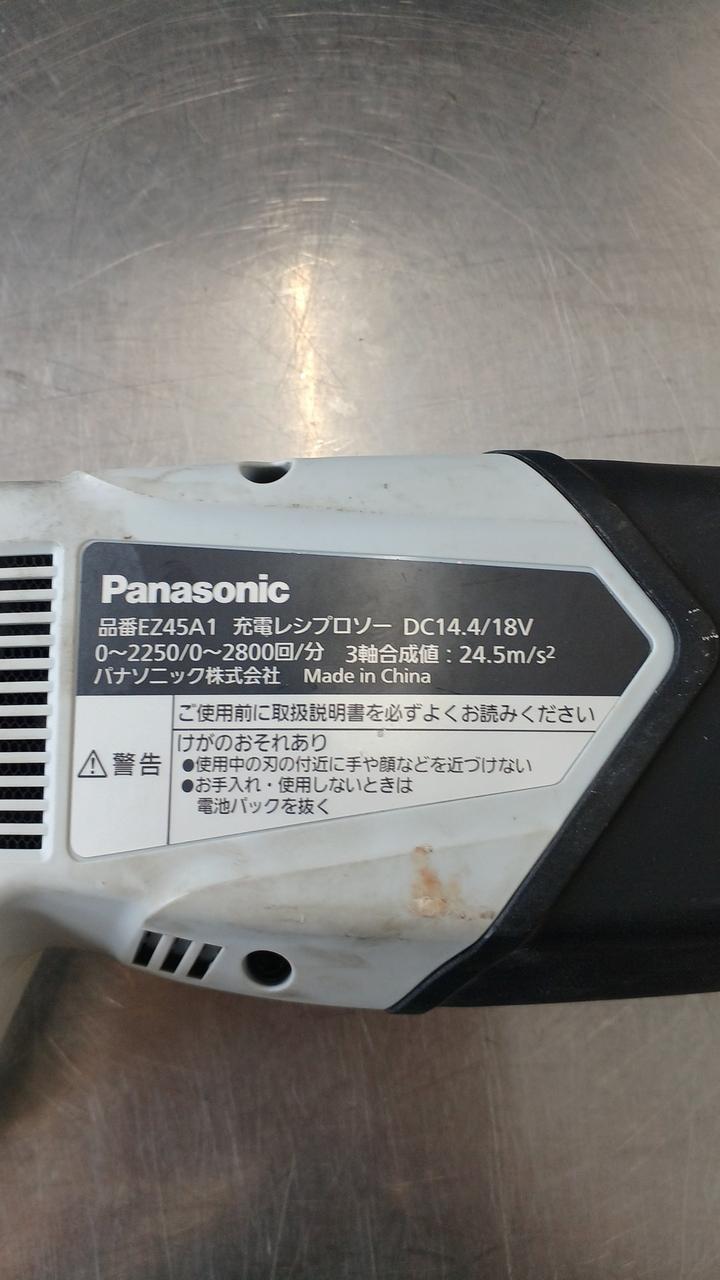 Panasonic
品番EZ45A1 充電レシプロソー DC14.4/18V
0～2250/0～2800回/分 3軸合成値：24.5m/s²
パナソニック株式会社 Made in China
ご使用前に取扱説明書を必ずよくお読みください
警告
けがのおそれあり
●使用中の刃の付近に手や顔などを近づけない
●お手入れ・使用しないときは
電池パックを抜く